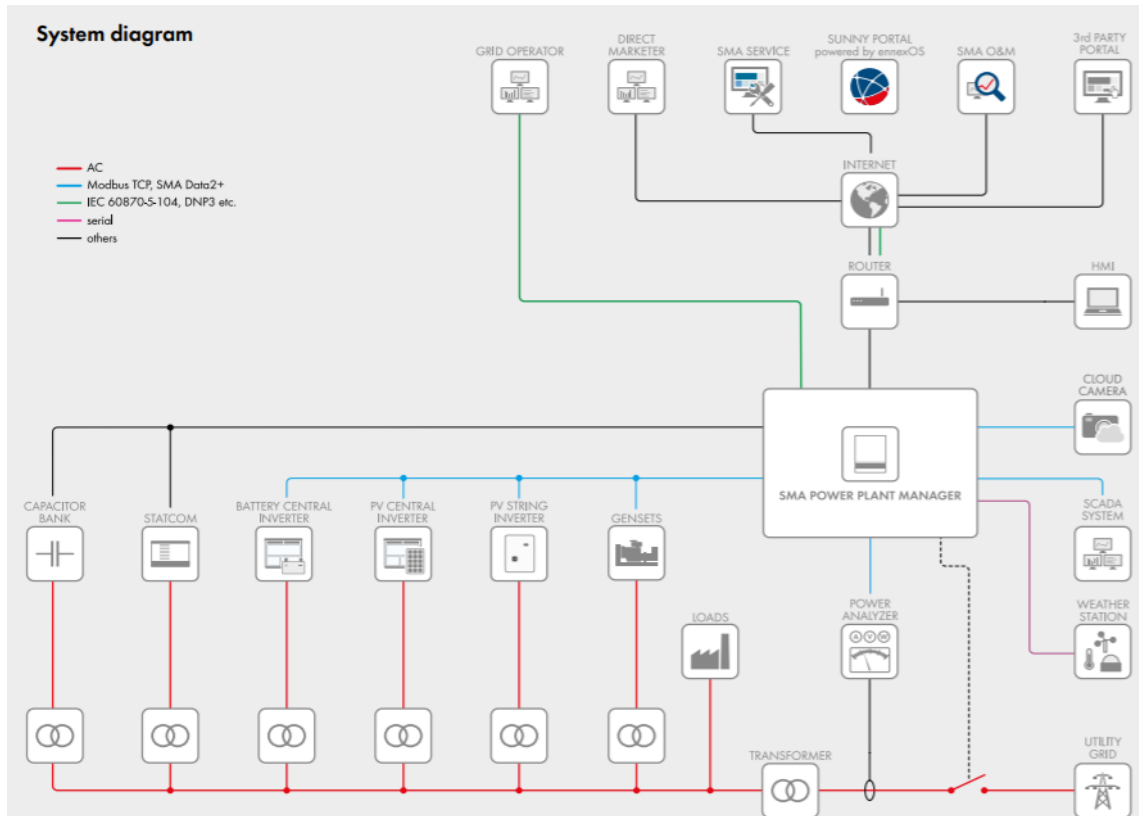 System diagram
GRID OPERATOR
DIRECT
MARKETER
SMA SERVICE
SUNNY PORTAL
powered by ennexOS
SMA O&M
3rd PARTY
PORTAL
AC
Modbus TCP, SMA Data2+
IEC 60870-5-104, DNP3 etc.
serial
others
INTERNET
ROUTER
HMI
CLOUD
CAMERA
SMA POWER PLANT MANAGER
CAPACITOR
BANK
STATCOM
BATTERY CENTRAL
INVERTER
PV CENTRAL
INVERTER
PV STRING
INVERTER
GENSETS
SCADA
SYSTEM
LOADS
POWER
ANALYZER
A V W
WEATHER
STATION
TRANSFORMER
UTILITY
GRID